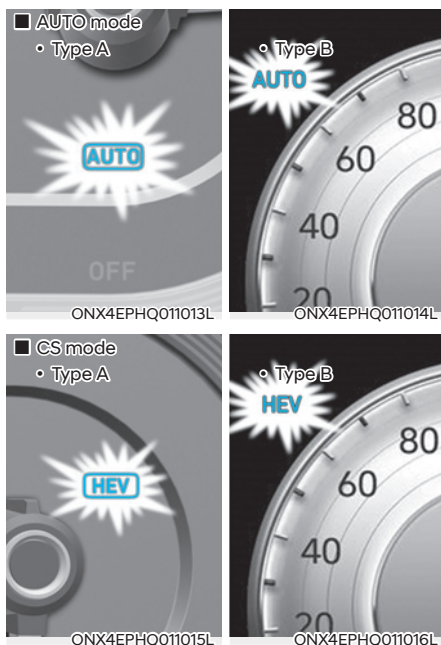 ■ AUTO mode
• Type A
• Type B
AUTO
AUTO
80
60
40
20
OFF
ONX4EPHQ011013L
ONX4EPHQ011014L
■ CS mode
• Type A
• Type B
HEV
HEV
80
60
40
20
ONX4EPHQ011015L
ONX4EPHQ011016L